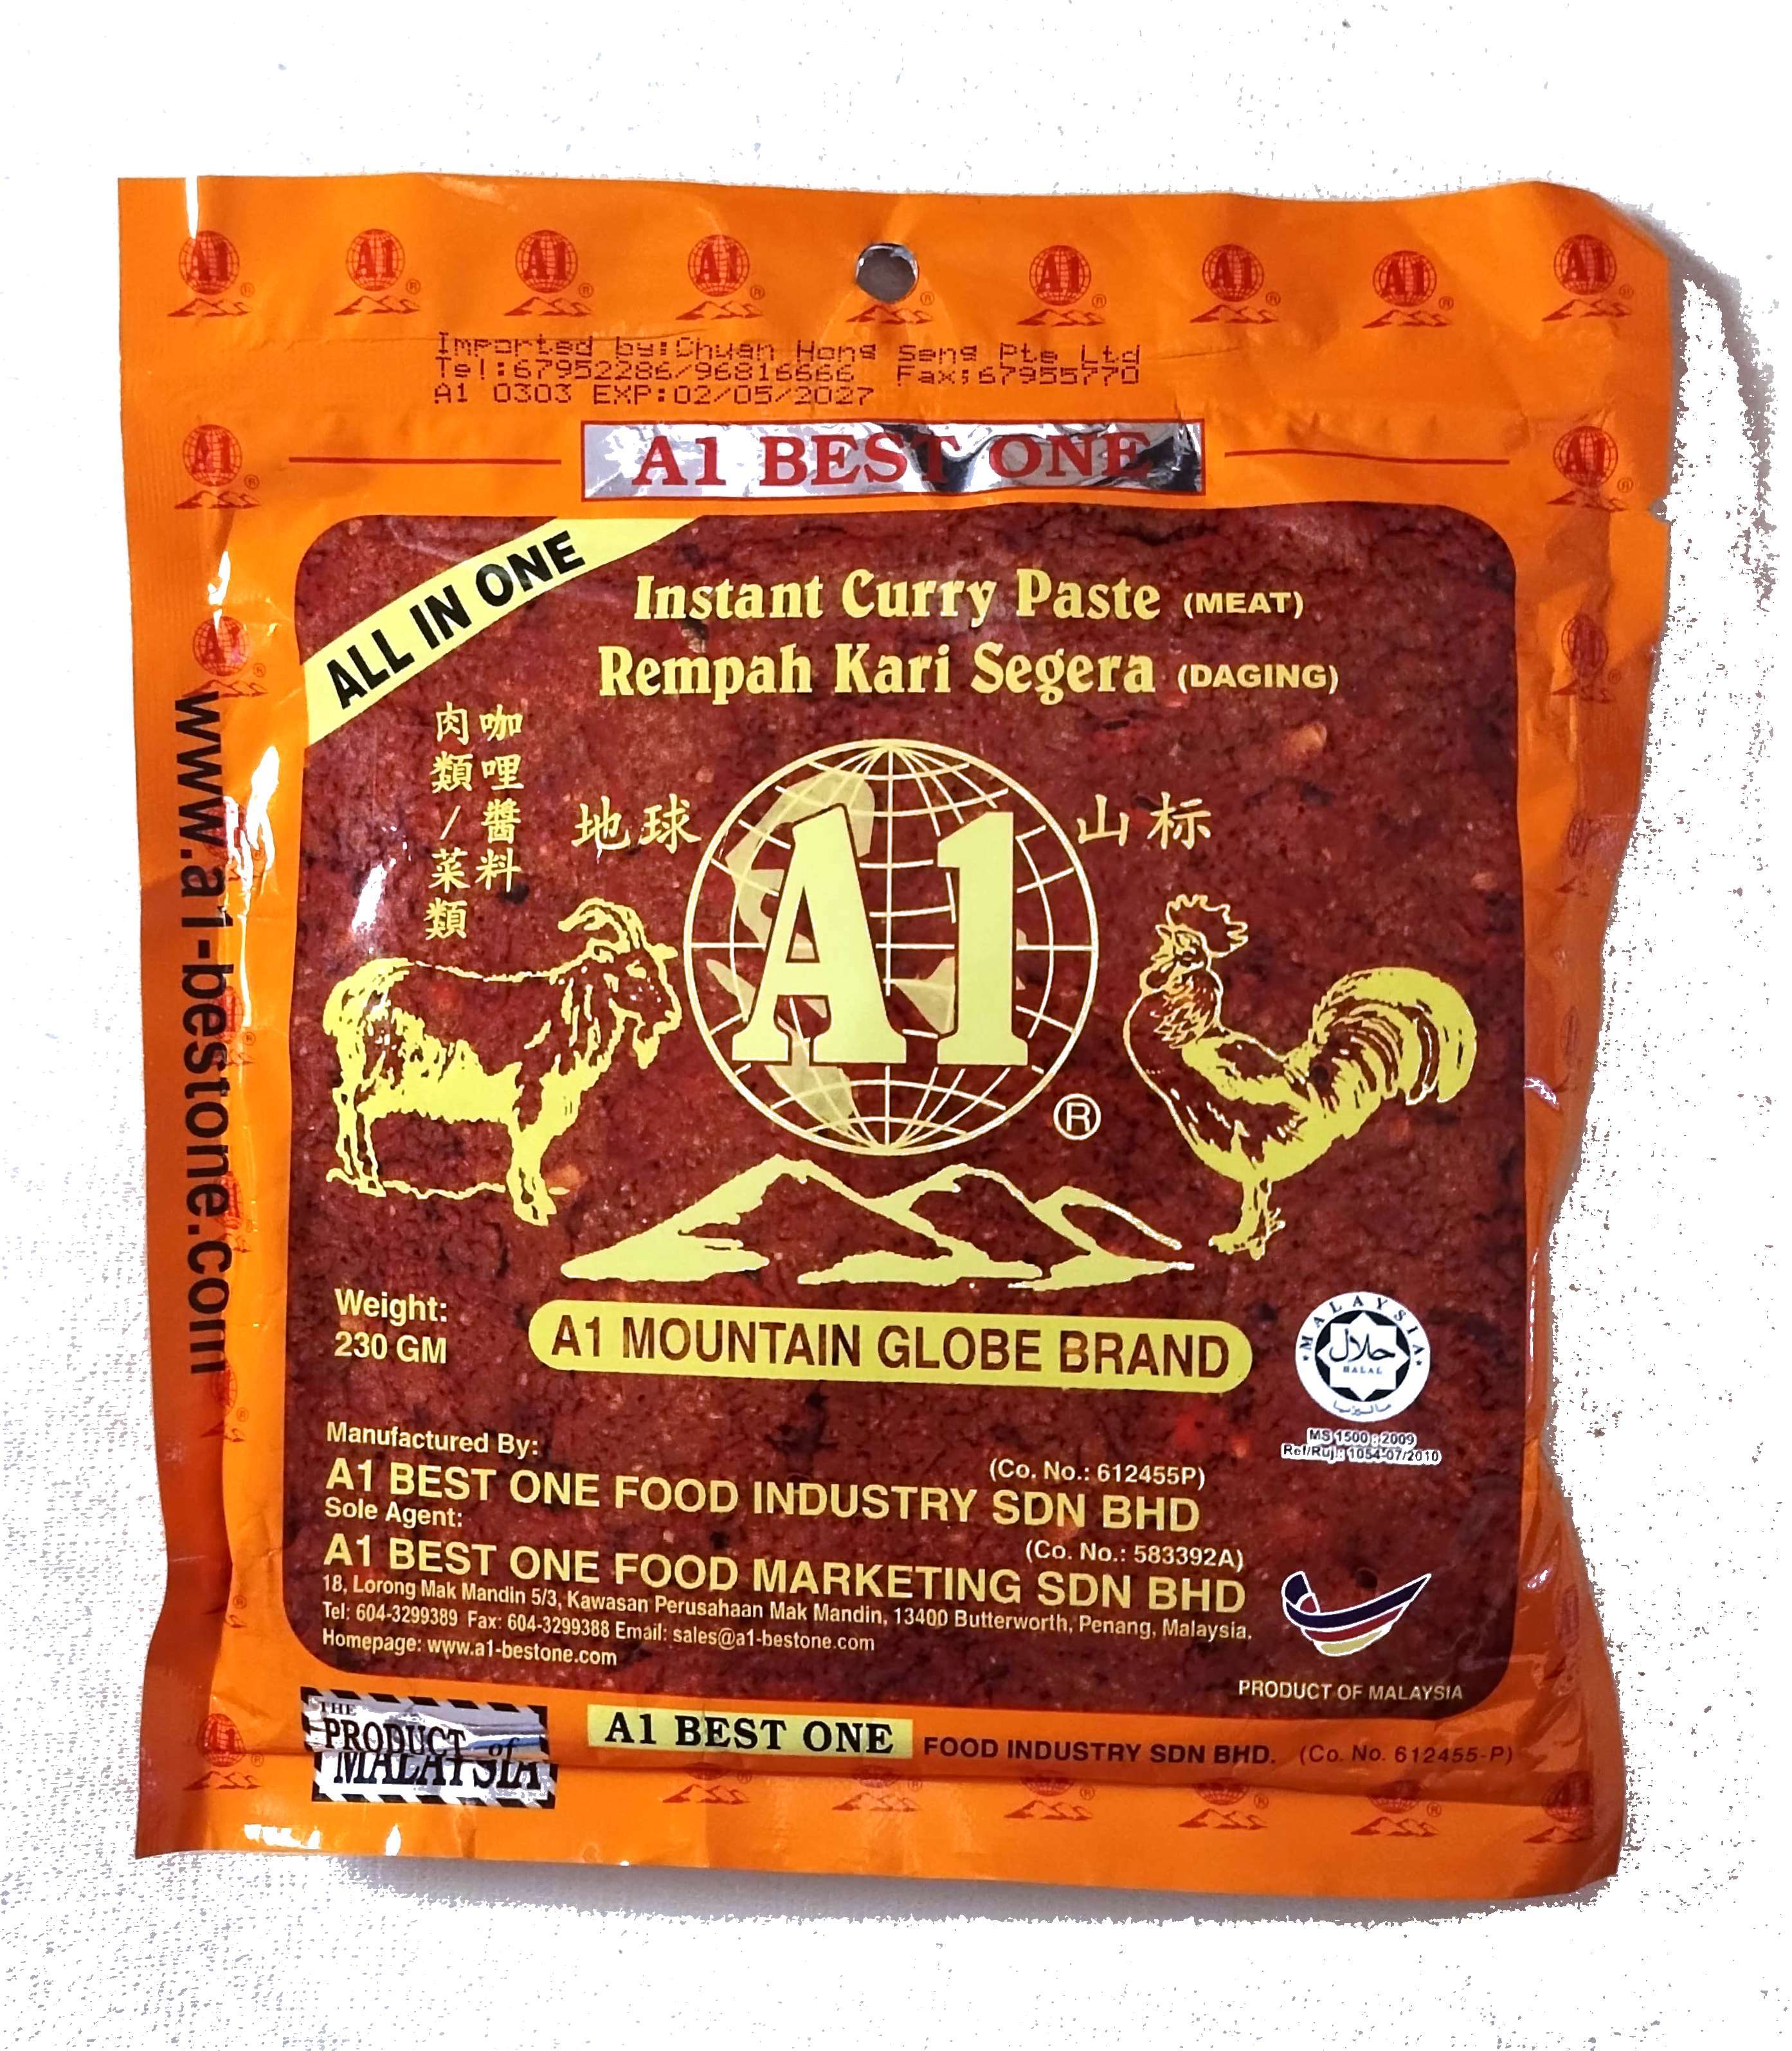 Imported by:Chuan Hong Seng Pte Ltd
Tel:67952286/96816666 Fax:67955770
A1 0303 EXP:02/05/2027
A1 BEST ONE
ALL IN ONE
Instant Curry Paste (MEAT)
Rempah Kari Segera (DAGING)
咖哩醬料
肉類/菜類
地球
山标
A1
®
www.a1-bestone.com
Weight:
230 GM
A1 MOUNTAIN GLOBE BRAND
MALAYSIA
حلال
HALAL
ماليزيا
MS 1500 : 2009
Ref/Ruj.: 1054-07/2010
Manufactured By:
(Co. No.: 612455P)
A1 BEST ONE FOOD INDUSTRY SDN BHD
Sole Agent:
(Co. No.: 583392A)
A1 BEST ONE FOOD MARKETING SDN BHD
18, Lorong Mak Mandin 5/3, Kawasan Perusahaan Mak Mandin, 13400 Butterworth, Penang, Malaysia.
Tel: 604-3299389 Fax: 604-3299388 Email: sales@a1-bestone.com
Homepage: www.a1-bestone.com
PRODUCT OF MALAYSIA
THE
PRODUCT of
MALAYSIA
A1 BEST ONE FOOD INDUSTRY SDN BHD. (Co. No. 612455-P)